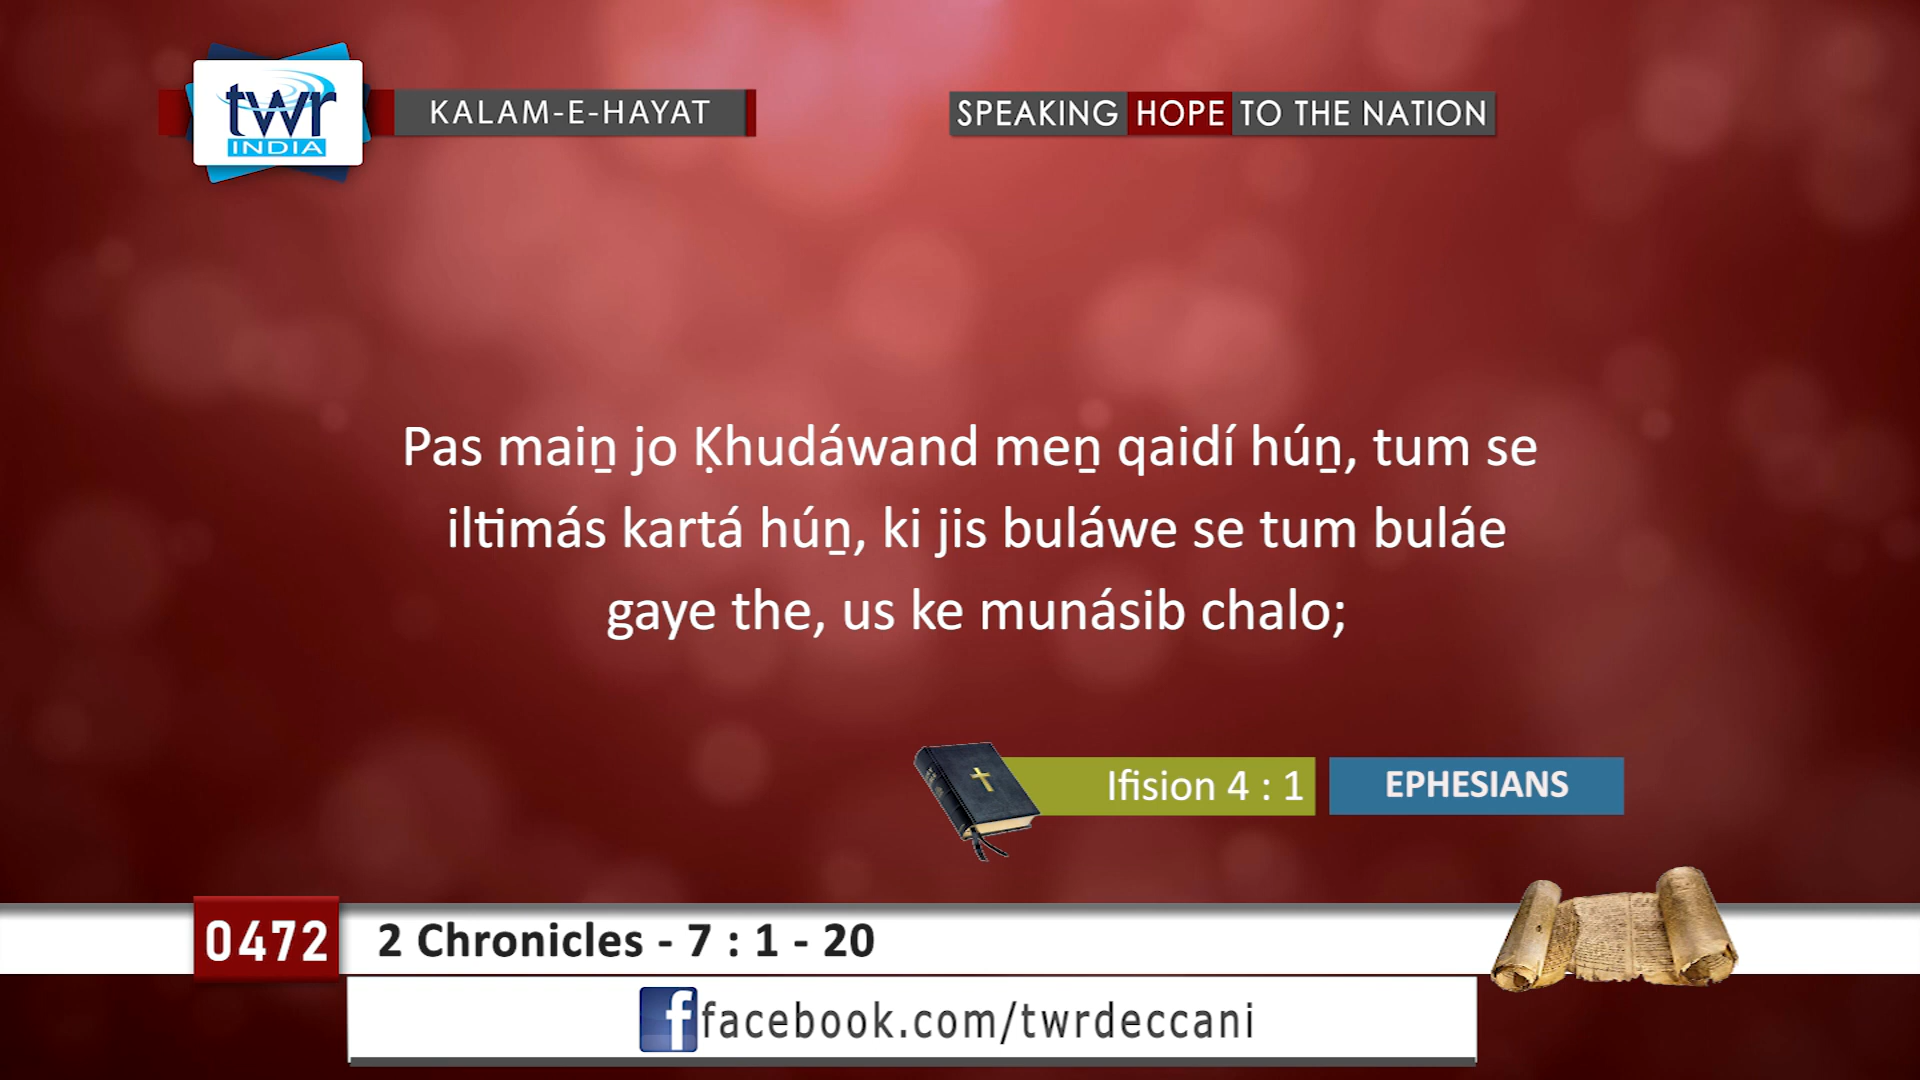 twr
INDIA
KALAM-E-HAYAT
SPEAKING HOPE TO THE NATION
Pas maiṉ jo Ḳhudáwand meṉ qaidí húṉ, tum se
iltimás kartá húṉ, ki jis buláwe se tum buláe
gaye the, us ke munásib chalo;
Ifision 4 : 1
EPHESIANS
0472
2 Chronicles - 7 : 1 - 20
facebook.com/twrdeccani